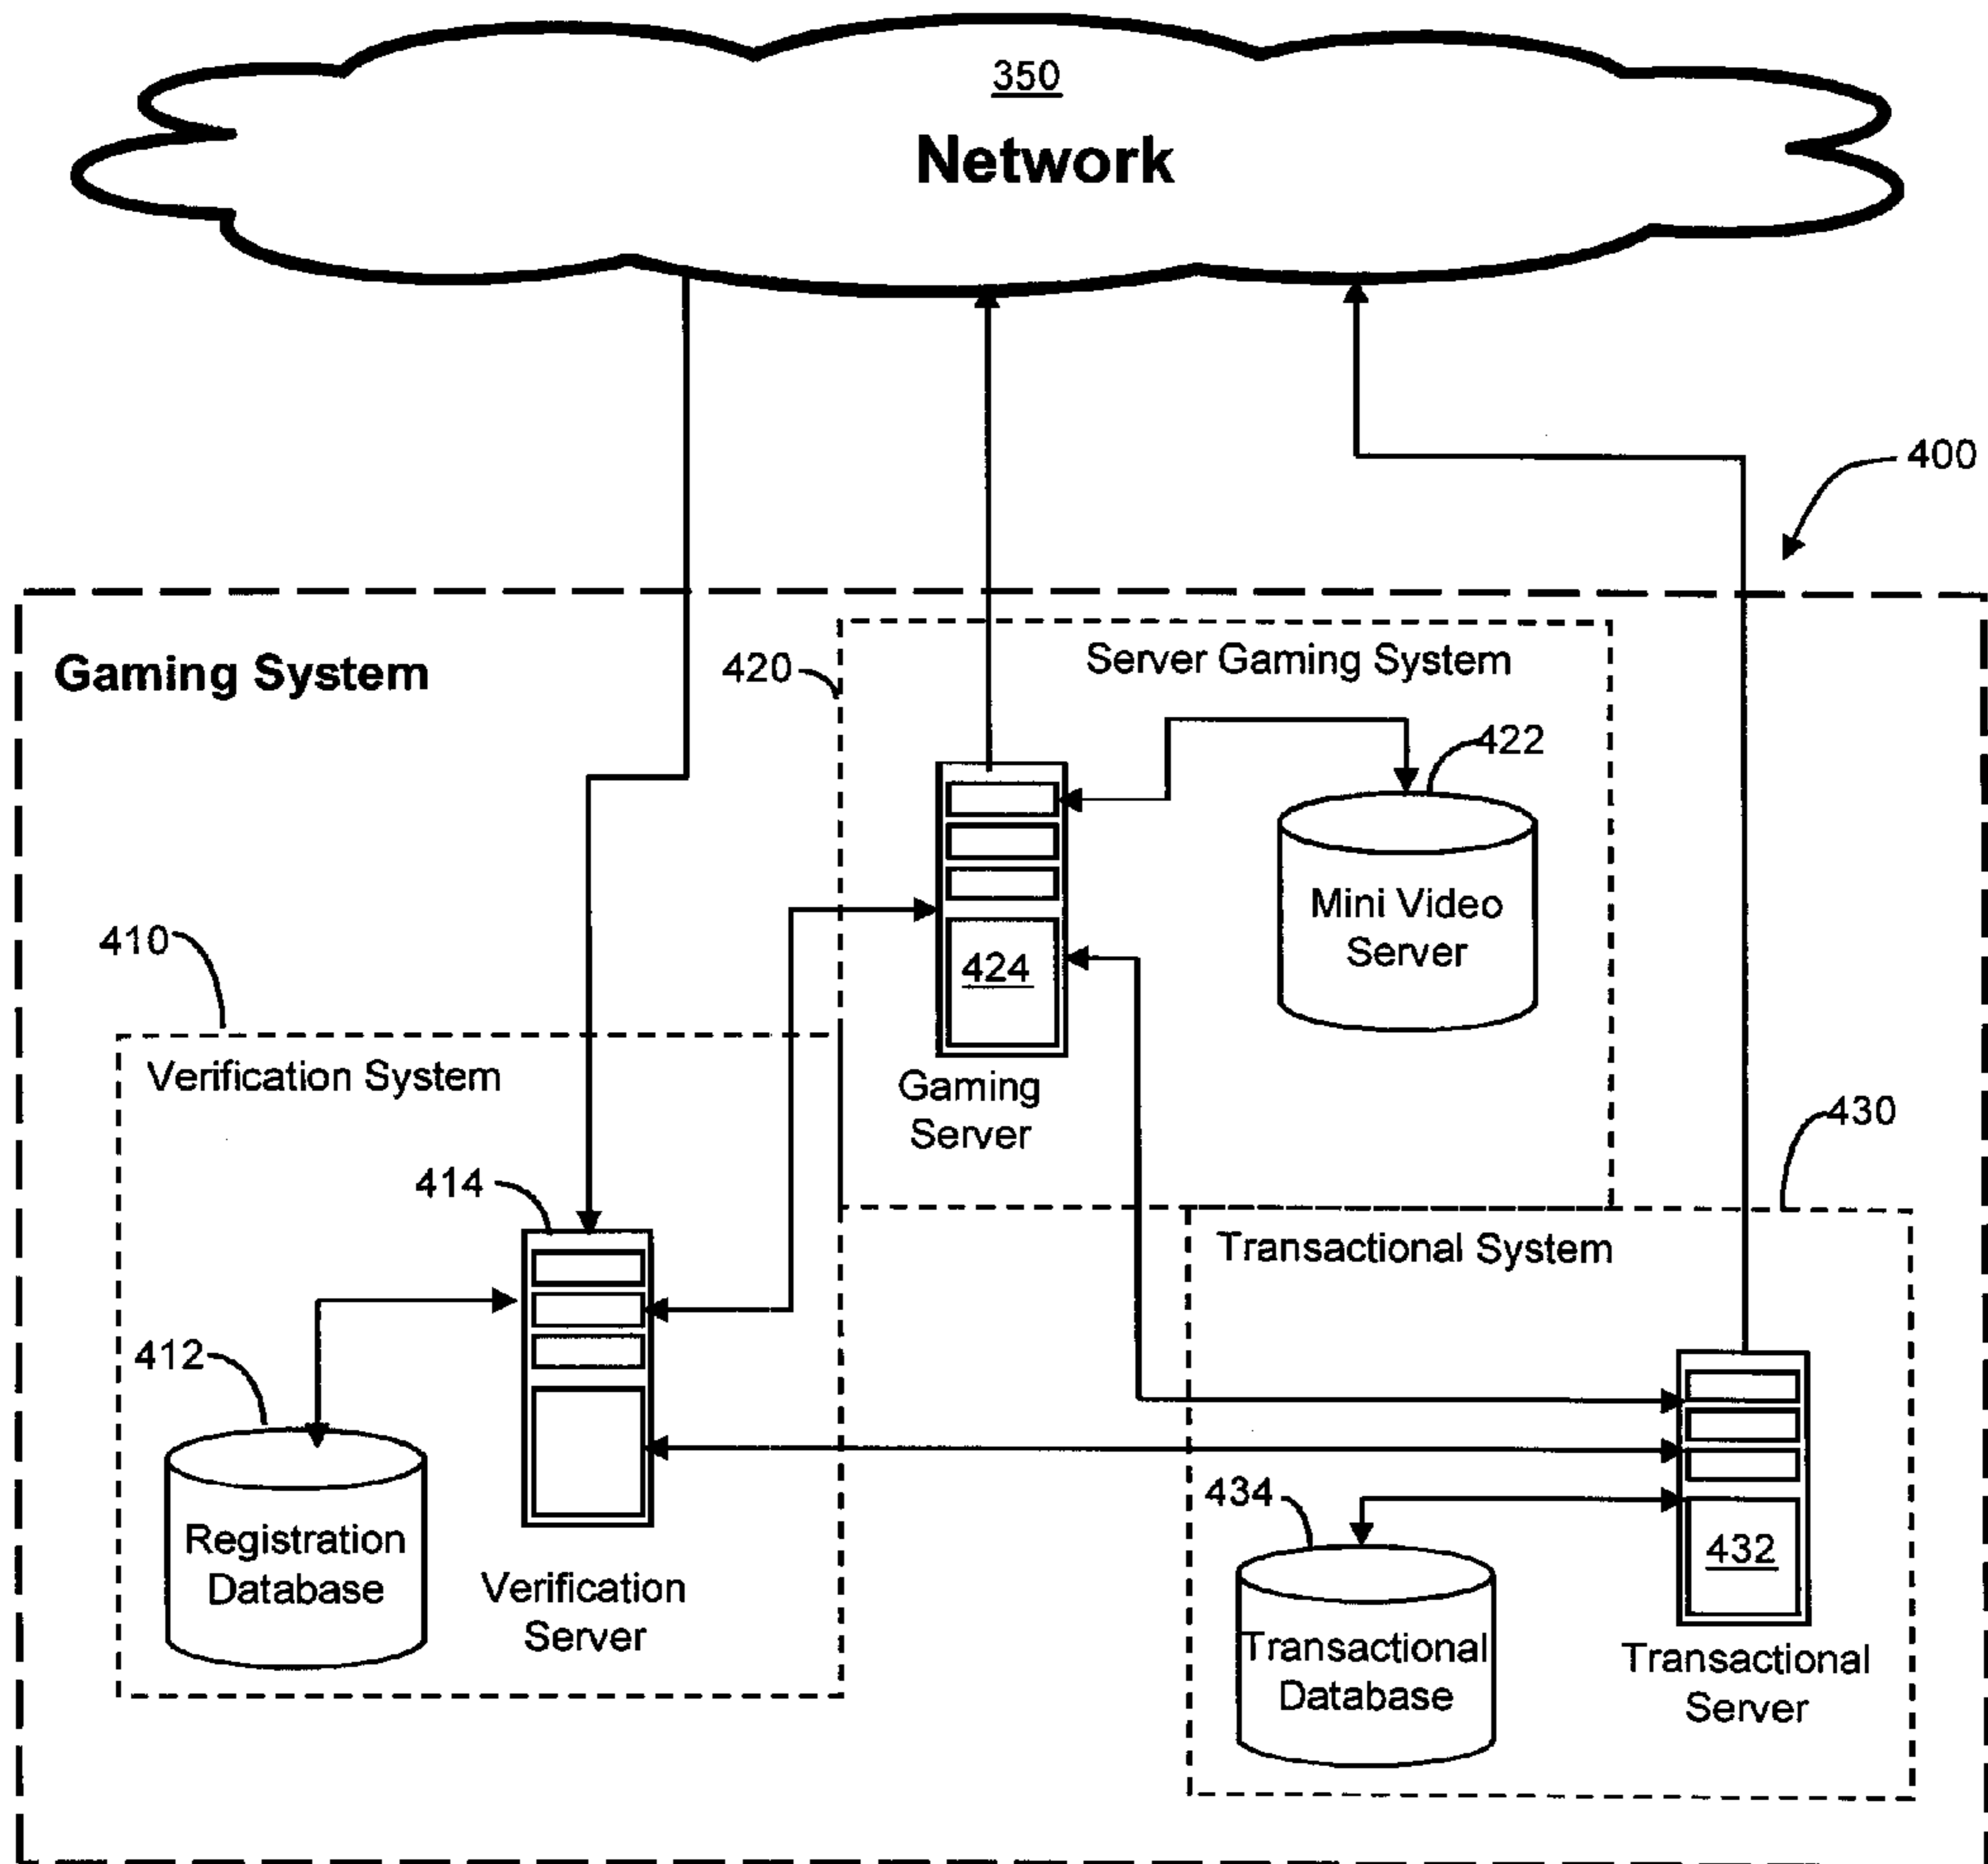 350
Network
400
Gaming System
420
Server Gaming System
422
Mini Video
Server
410
424
Verification System
Gaming
Server
430
414
Transactional System
412
434
Registration
Database
432
Verification
Server
Transactional
Database
Transactional
Server